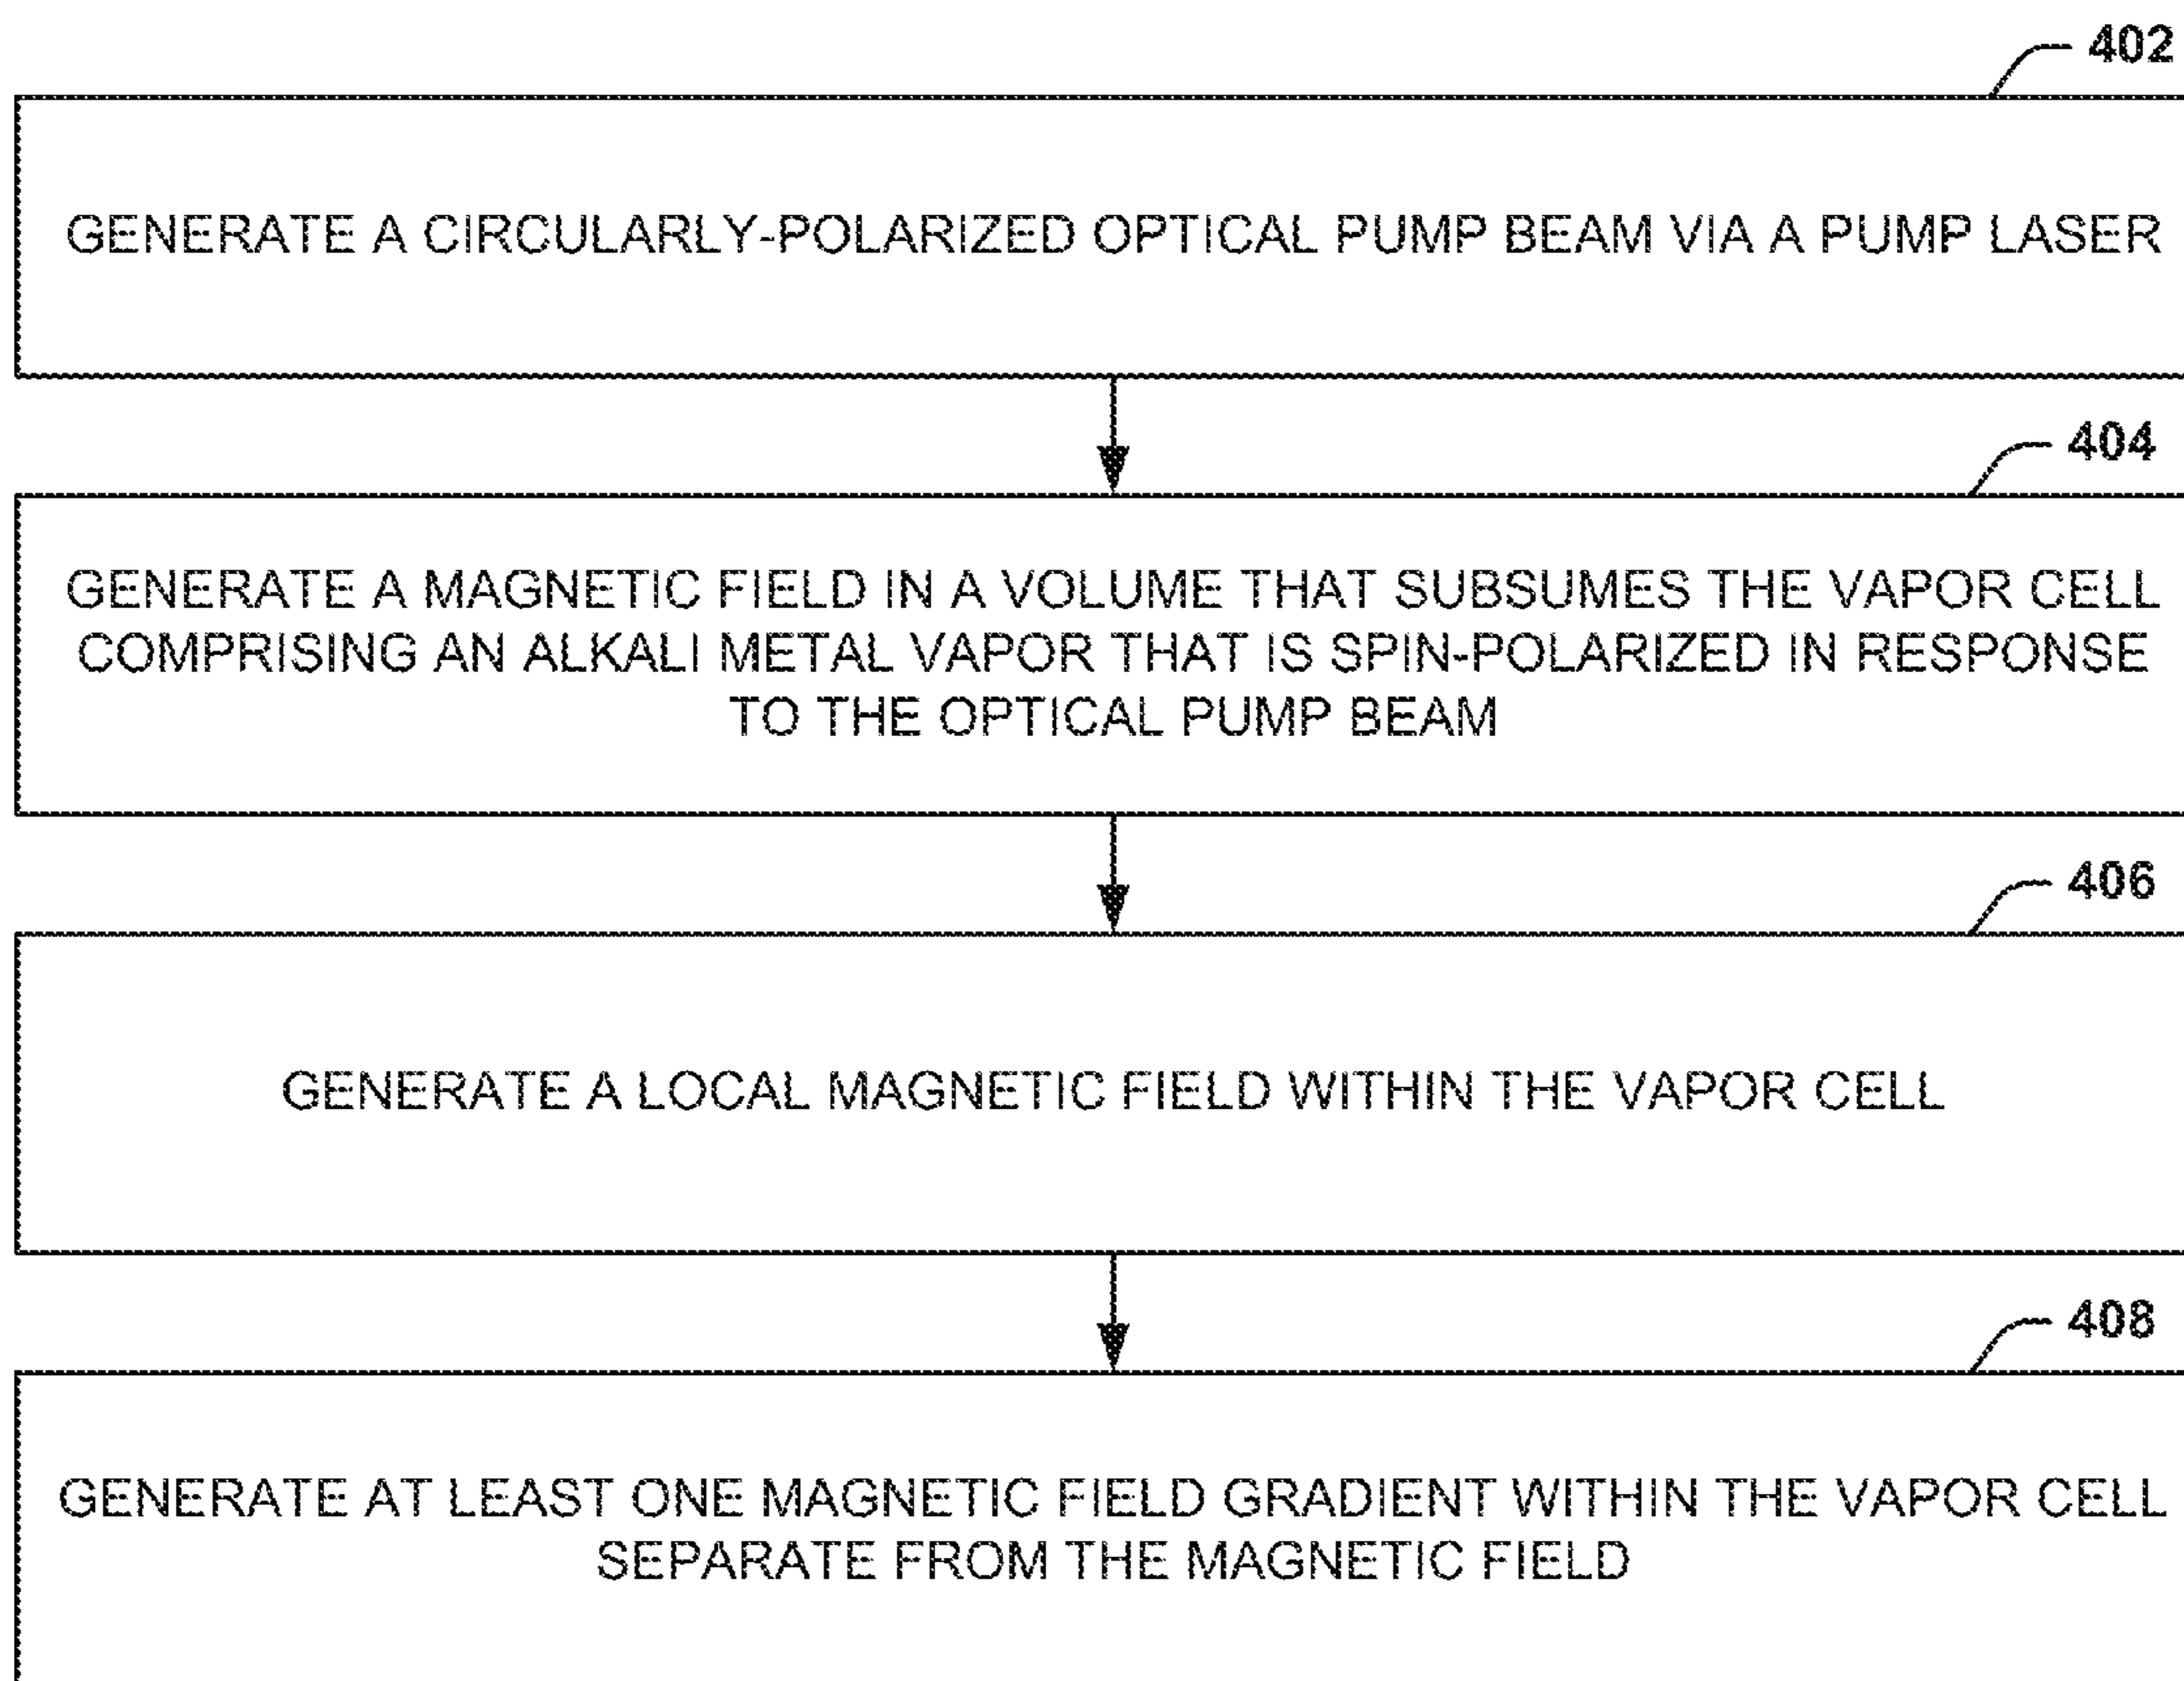 402
GENERATE A CIRCULARLY-POLARIZED OPTICAL PUMP BEAM VIA A PUMP LASER
404
GENERATE A MAGNETIC FIELD IN A VOLUME THAT SUBSUMES THE VAPOR CELL
COMPRISING AN ALKALI METAL VAPOR THAT IS SPIN-POLARIZED IN RESPONSE
TO THE OPTICAL PUMP BEAM
406
GENERATE A LOCAL MAGNETIC FIELD WITHIN THE VAPOR CELL
408
GENERATE AT LEAST ONE MAGNETIC FIELD GRADIENT WITHIN THE VAPOR CELL
SEPARATE FROM THE MAGNETIC FIELD